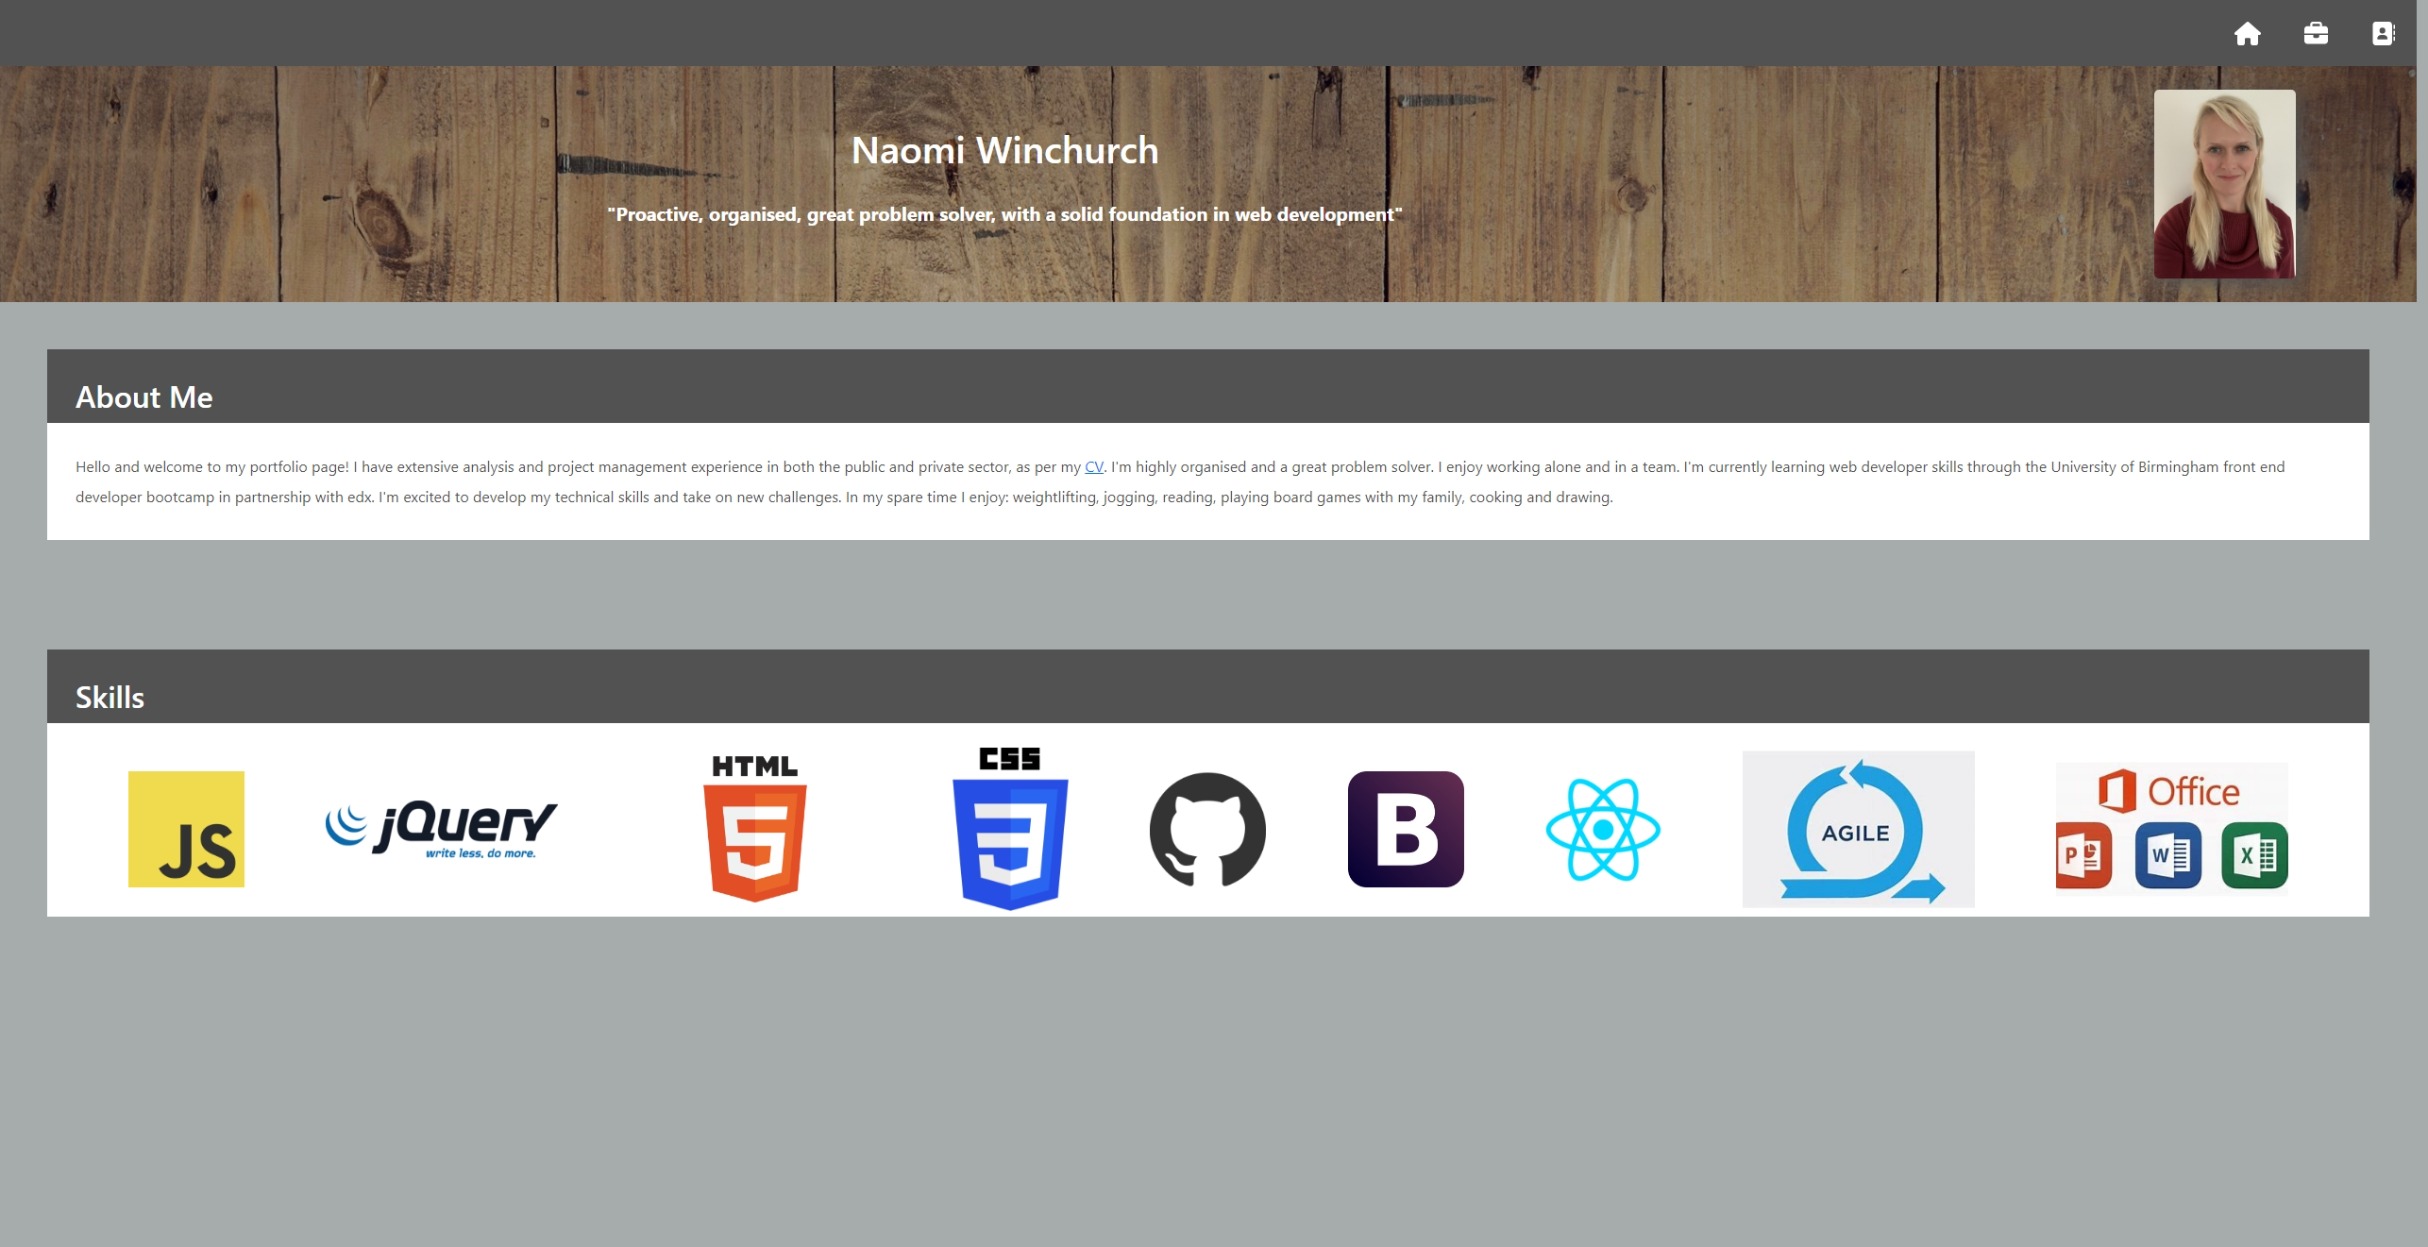 Naomi Winchurch
"Proactive, organised, great problem solver, with a solid foundation in web development"
About Me
Hello and welcome to my portfolio page! I have extensive analysis and project management experience in both the public and private sector, as per my CV. I'm highly organised and a great problem solver. I enjoy working alone and in a team. I'm currently learning web developer skills through the University of Birmingham front end
developer bootcamp in partnership with edx. I'm excited to develop my technical skills and take on new challenges. In my spare time I enjoy: weightlifting, jogging, reading, playing board games with my family, cooking and drawing.
Skills
JS
jQuery
write less, do more.
HTML
5
CSS
3
B
AGILE
Office
P
W
X